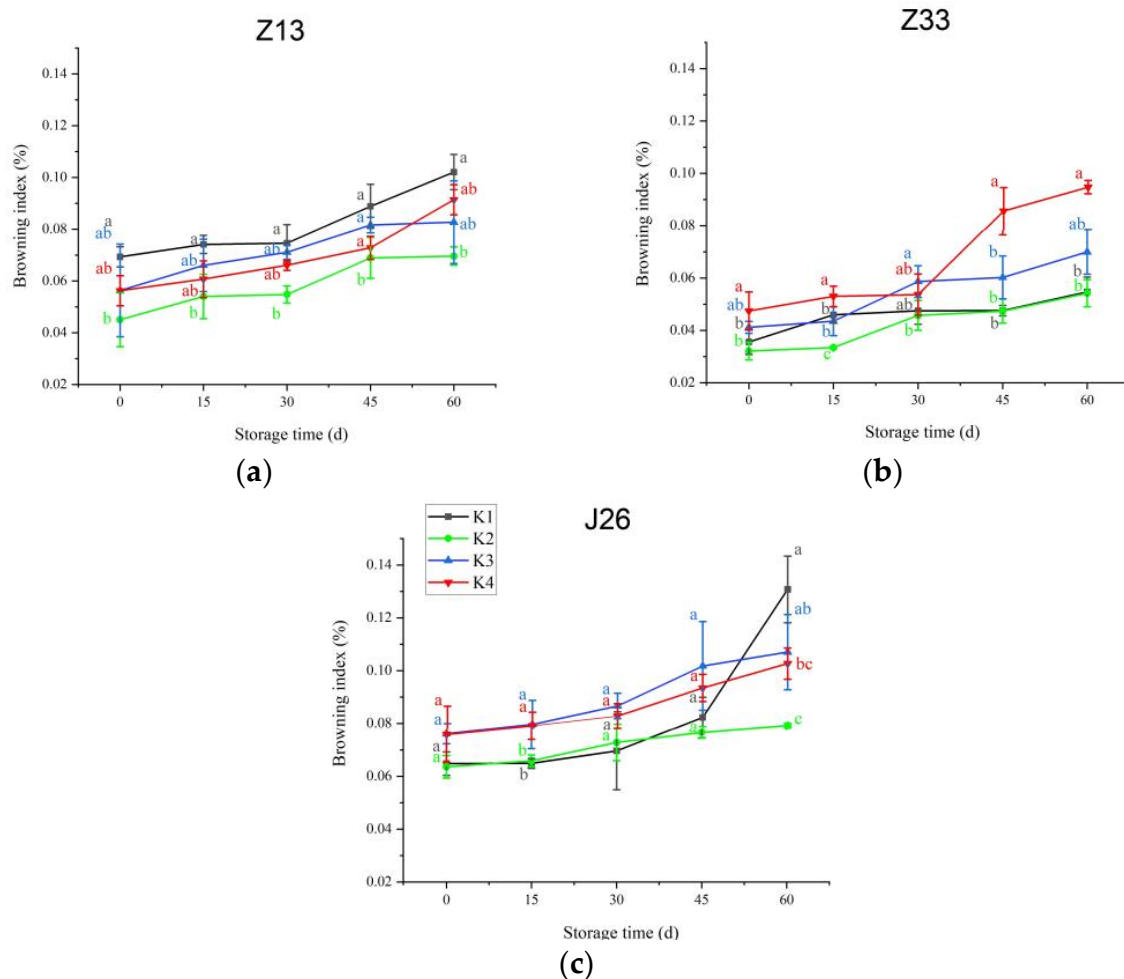 Z13
0.14
0.12
0.10
0.08
0.06
0.04
0.02
Browning index (%)
a
ab
ab
b
a
ab
ab
b
a
ab
ab
b
a
a
a
b
a
ab
ab
b
0
15
30
45
60
Storage time (d)
(a)
Z33
0.14
0.12
0.10
0.08
0.06
0.04
0.02
Browning index (%)
a
ab
b
b
a
b
b
c
a
ab
ab
b
a
b
b
b
a
ab
b
b
0
15
30
45
60
Storage time (d)
(b)
J26
K1
K2
K3
K4
0.14
0.12
0.10
0.08
0.06
0.04
0.02
Browning index (%)
a
a
a
a
a
a
b
b
a
a
a
a
a
a
a
a
a
ab
bc
c
0
15
30
45
60
Storage time (d)
(c)